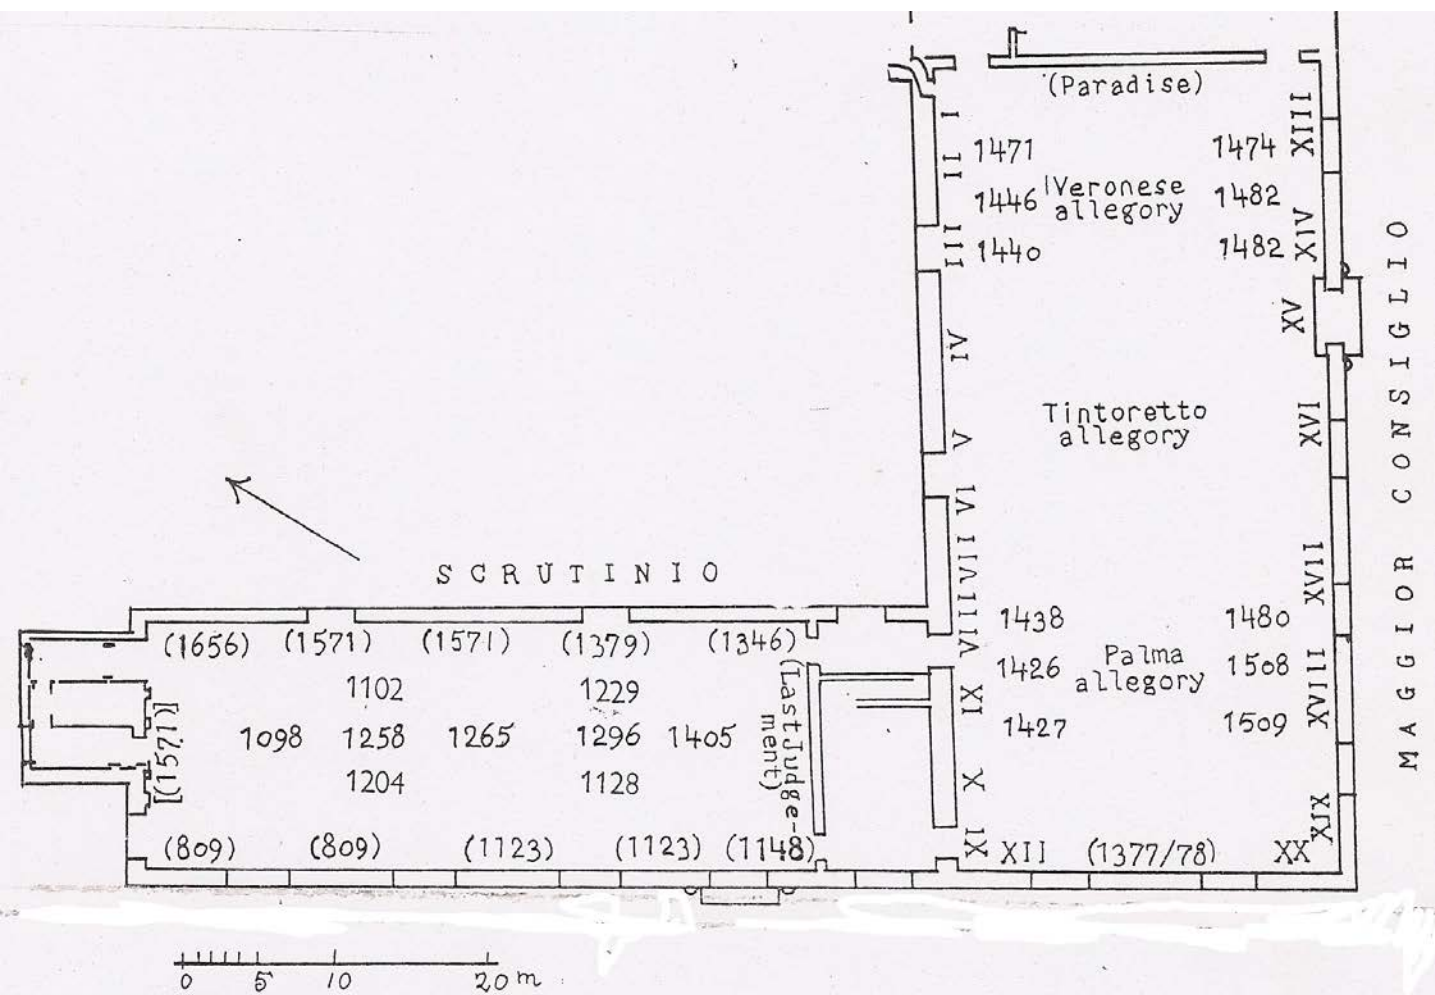 (Paradise)
I
II
III
IV
V
VI
VII
VIII
IX
X
XI
1471
1446
1440
Veronese
allegory
1474
1482
1482
XIII
XIV
XV
XVI
XVII
XVIII
XIX
Tintoretto
allegory
MAGGIOR CONSIGLIO
1438
1426
1427
Palma
allegory
1480
1508
1509
XII
(1377/78)
XX
SCRUTINIO
(1656)
(1571)
(1571)
(1379)
(1346)
1102
1229
1098
1258
1265
1296
1405
1204
1128
[(1571)]
(Last Judge-
ment)
(809)
(809)
(1123)
(1123)
(1148)
0 5 10 20 m